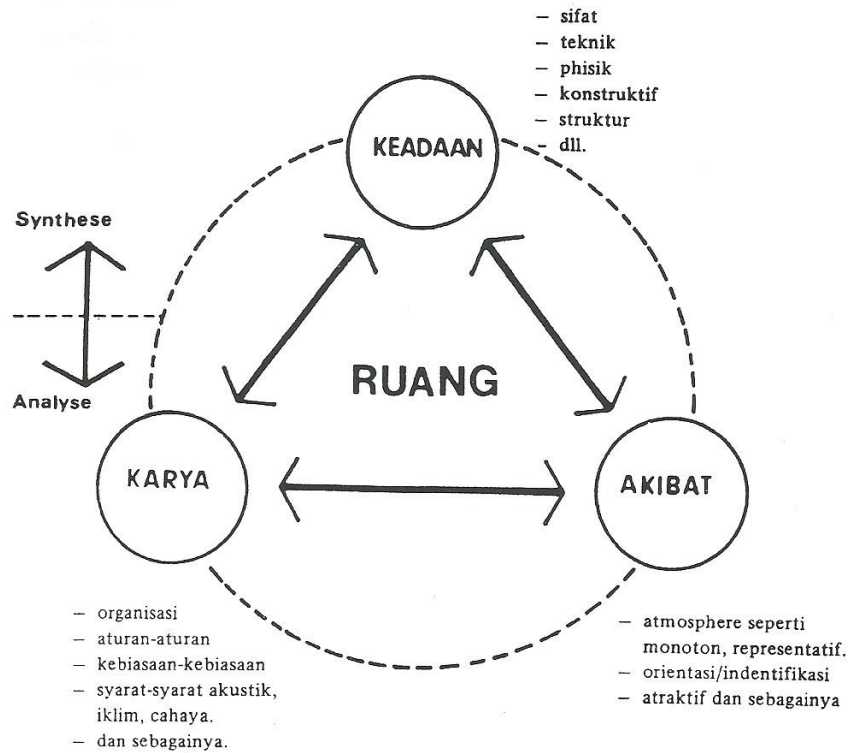 – sifat
– teknik
– phisik
– konstruktif
– struktur
- dll.
KEADAAN
Synthese
Analyse
RUANG
KARYA
AKIBAT
– organisasi
– aturan-aturan
– kebiasaan-kebiasaan
– syarat-syarat akustik,
iklim, cahaya.
– dan sebagainya.
– atmosphere seperti
monoton, representatif.
– orientasi/indentifikasi
– atraktif dan sebagainya